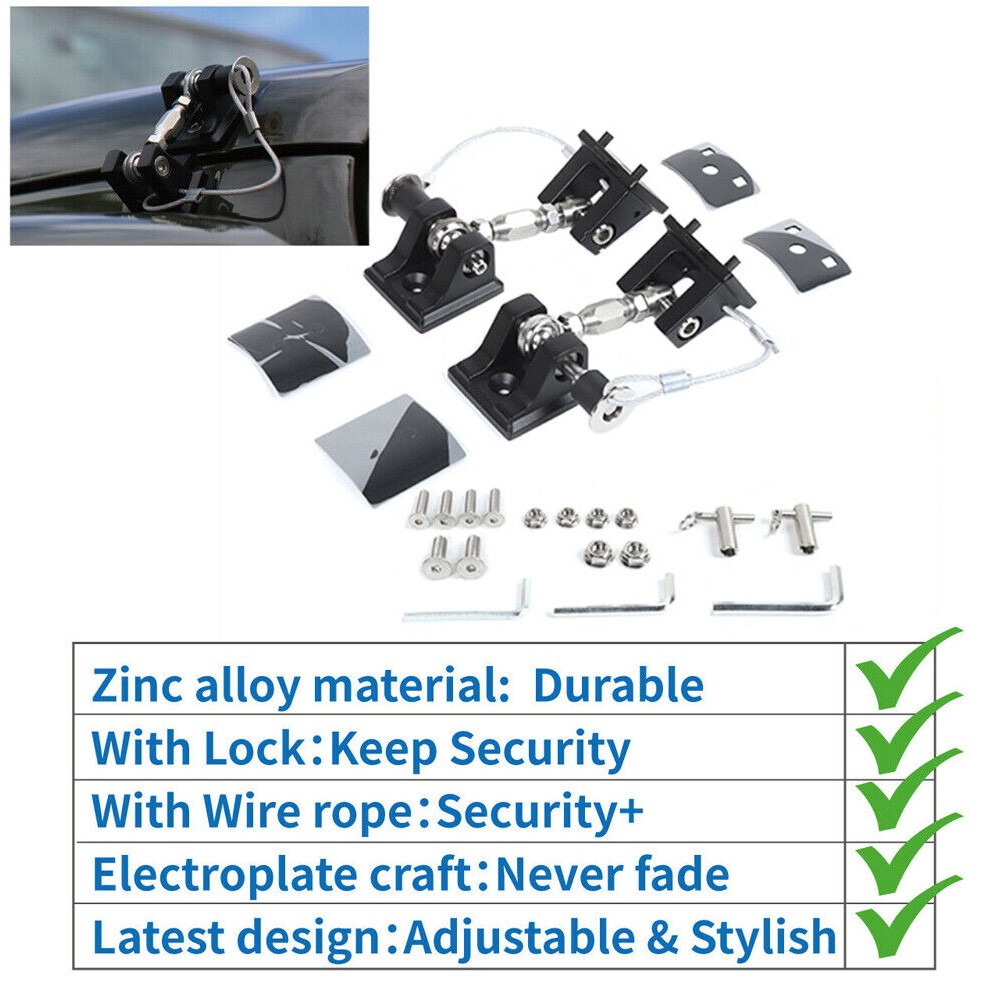 Zinc alloy material: Durable
With Lock:Keep Security
With Wire rope:Security+
Electroplate craft:Never fade
Latest design:Adjustable & Stylish